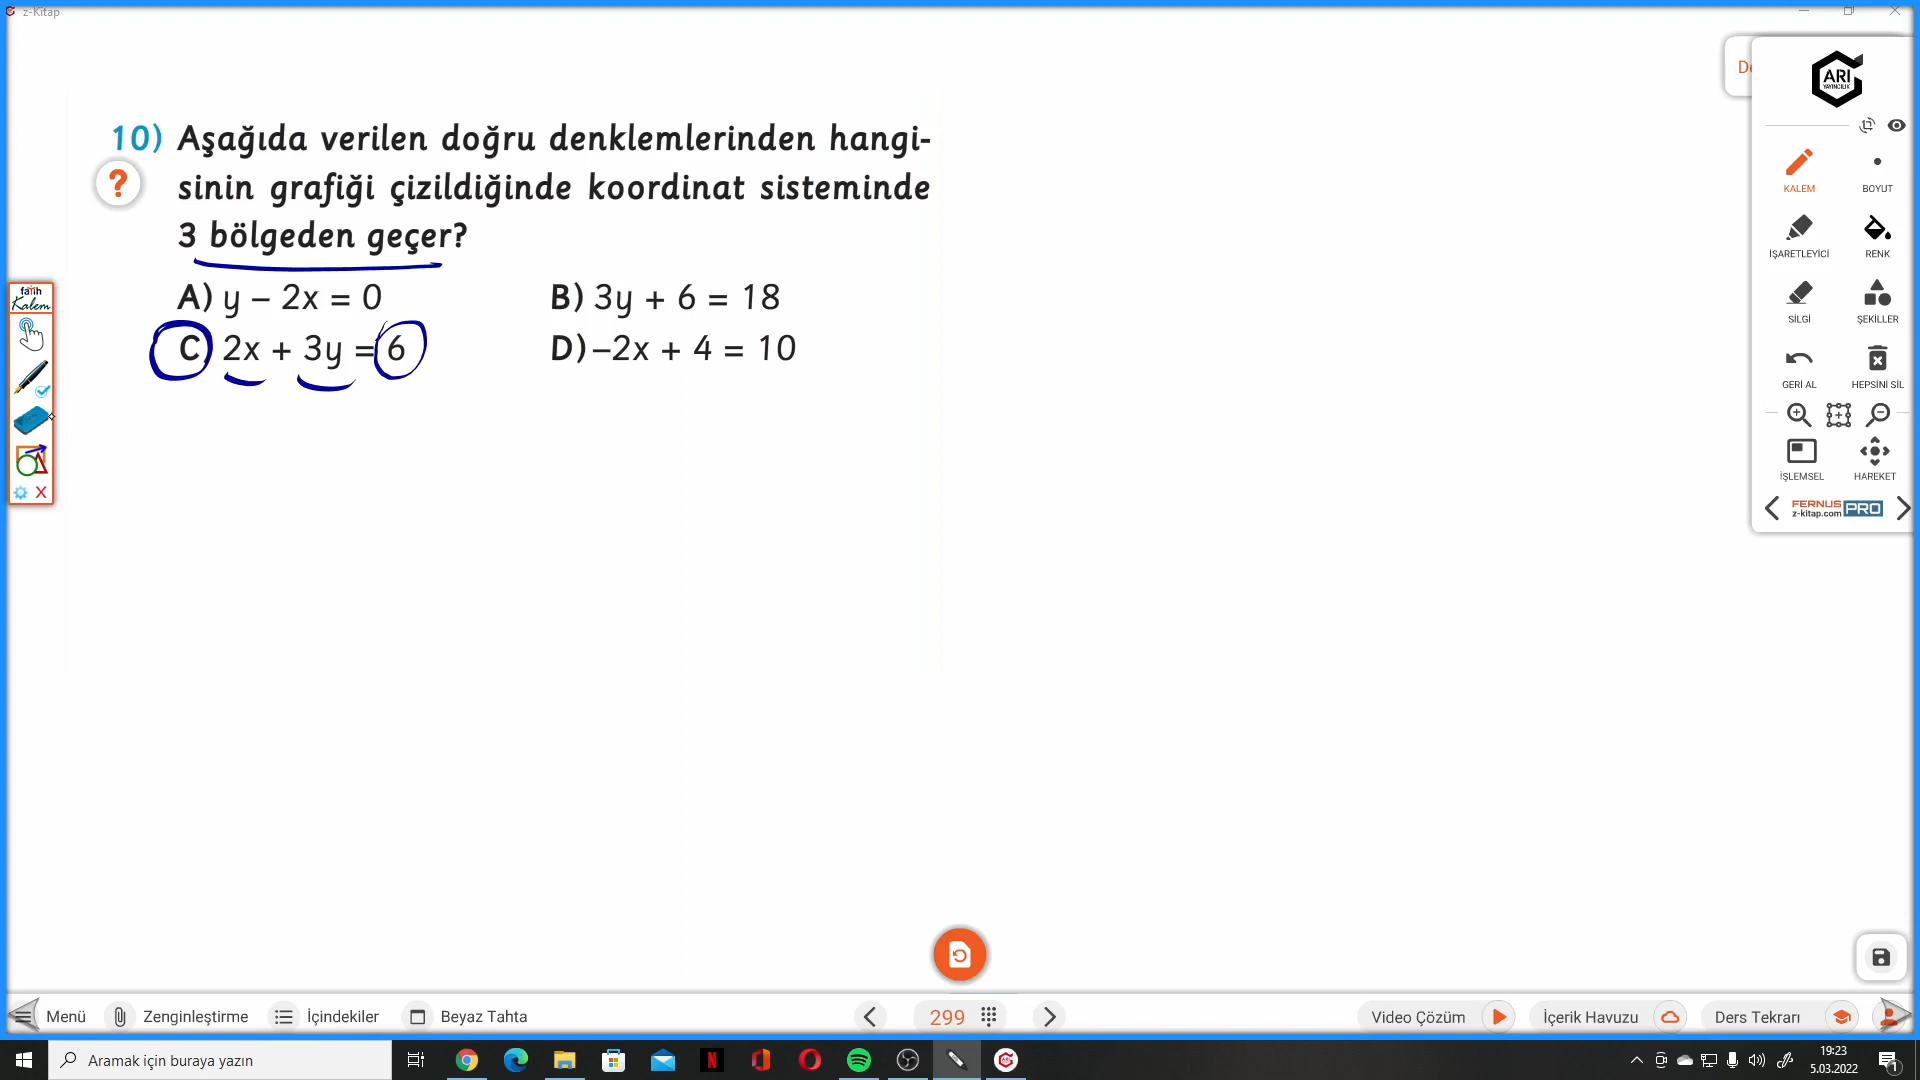 z-Kitap
10) Aşağıda verilen doğru denklemlerinden hangi-
sinin grafiği çizildiğinde koordinat sisteminde
3 bölgeden geçer?
A) y – 2x = 0
B) 3y + 6 = 18
C) 2x + 3y = 6
D) –2x + 4 = 10
?
fatih
Kalem
ARI
YAYINCILIK
KALEM
BOYUT
İŞARETLEYİCİ
RENK
SİLGİ
ŞEKİLLER
GERİ AL
HEPSİNİ SİL
İŞLEMSEL
HAREKET
FERNUS
z-kitap.com
PRO
Menü
Zenginleştirme
İçindekiler
Beyaz Tahta
299
Video Çözüm
İçerik Havuzu
Ders Tekrarı
Aramak için buraya yazın
19:23
5.03.2022
1